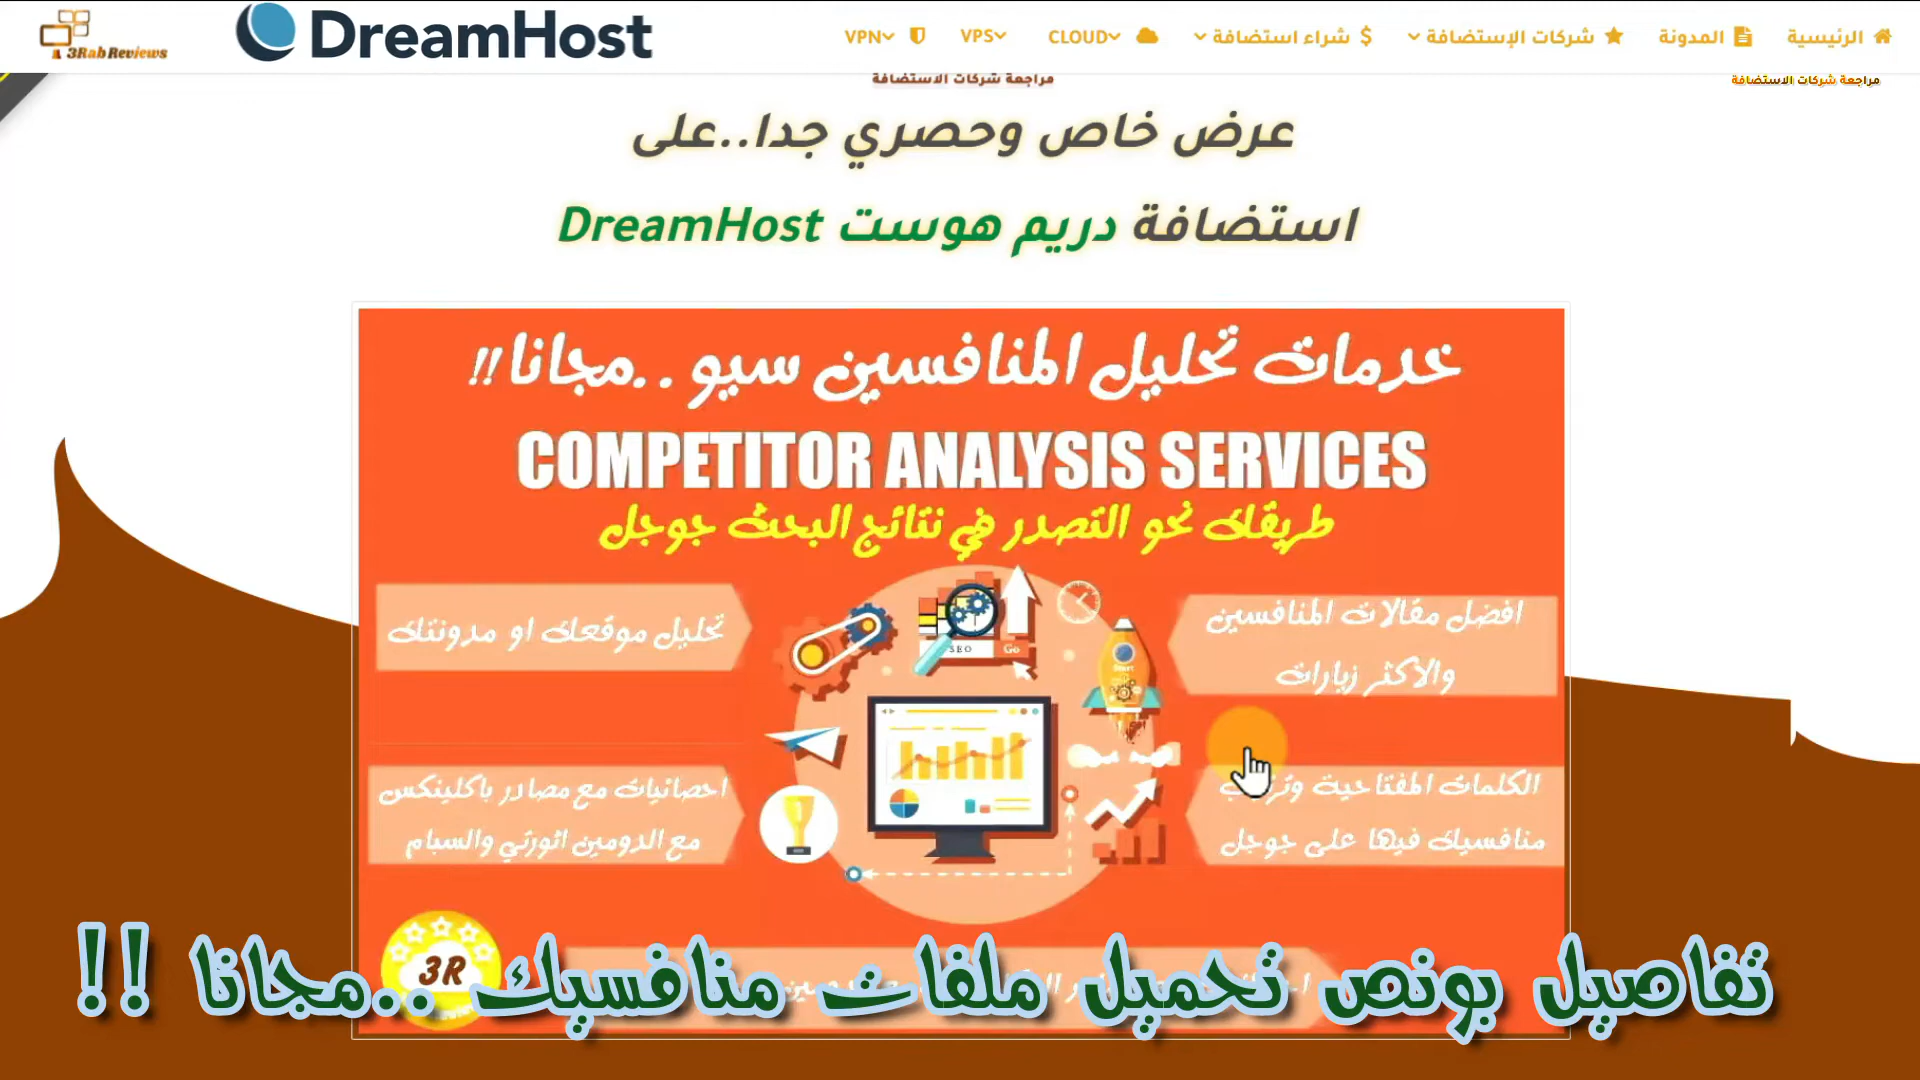 3Rab Reviews
DreamHost
الرئيسية
المدونة
شركات الإستضافة
شراء استضافة
CLOUD
VPS
VPN
مراجعة شركات الاستضافة
مراجعة شركات الاستضافة
عرض خاص وحصري جدا..على
استضافة دريم هوست DreamHost
خدمات تحليل المنافسين سيو ..مجانا!!
COMPETITOR ANALYSIS SERVICES
طريقك نحو التصدر في نتائج البحث جوجل
افضل مقالات المنافسين
والاكثر زيارات
تحليل موقعك او مدونتك
SEO
Go
Start
الكلمات المفتاحية
منافسيك فيها على جوجل
احصائيات مع مصادر باكلينكس
مع الدومين اثورتي والسبام
3R
تفاصيل بونص تحميل ملفات منافسيك ..مجانا !!